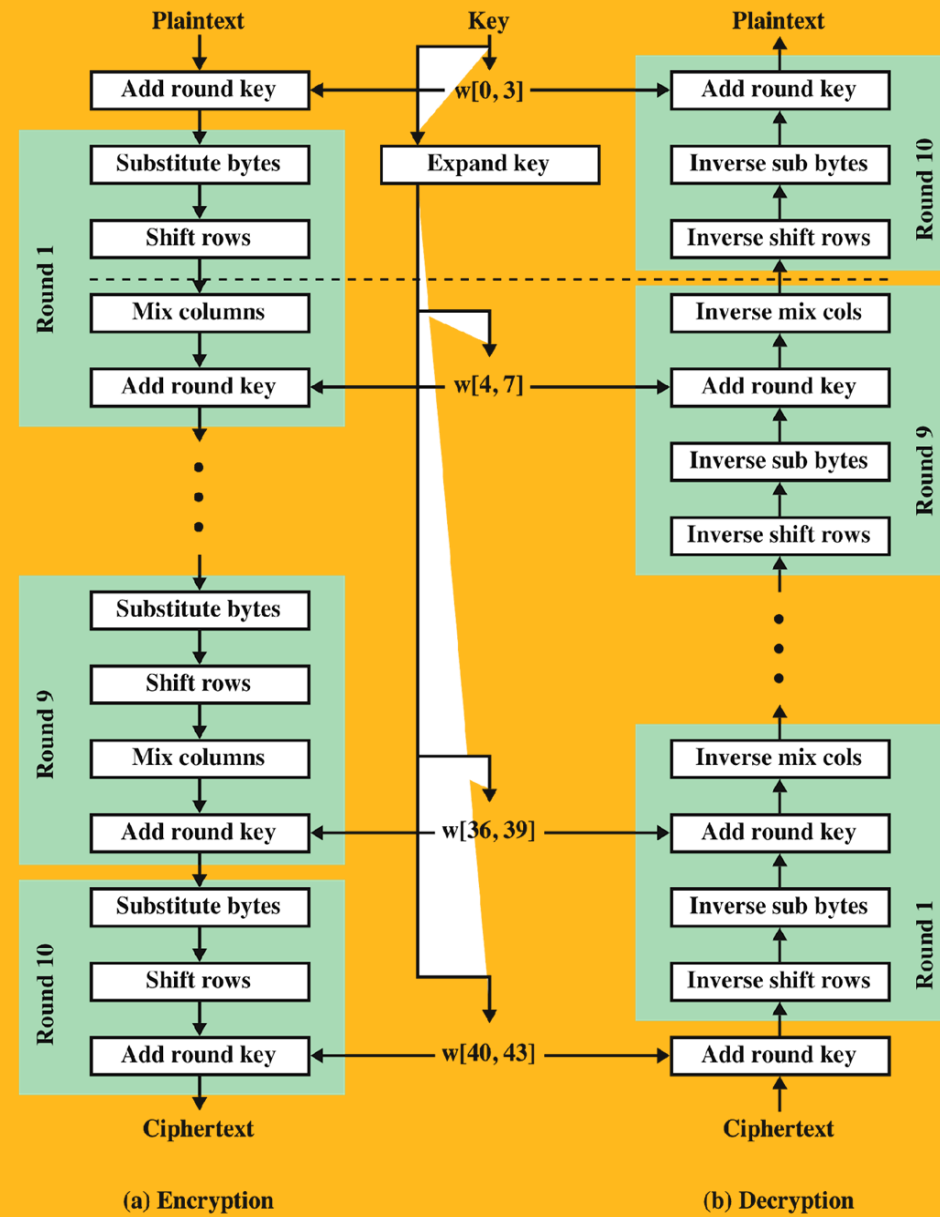 Plaintext
Key
Plaintext
Add round key
w[0, 3]
Add round key
Substitute bytes
Expand key
Inverse sub bytes
Round 10
Shift rows
Inverse shift rows
Round 1
Mix columns
Inverse mix cols
Add round key
w[4, 7]
Add round key
Inverse sub bytes
Round 9
Inverse shift rows
Substitute bytes
Shift rows
Round 9
Mix columns
Inverse mix cols
Add round key
w[36, 39]
Add round key
Substitute bytes
Inverse sub bytes
Round 1
Round 10
Shift rows
Inverse shift rows
Add round key
w[40, 43]
Add round key
Ciphertext
Ciphertext
(a) Encryption
(b) Decryption